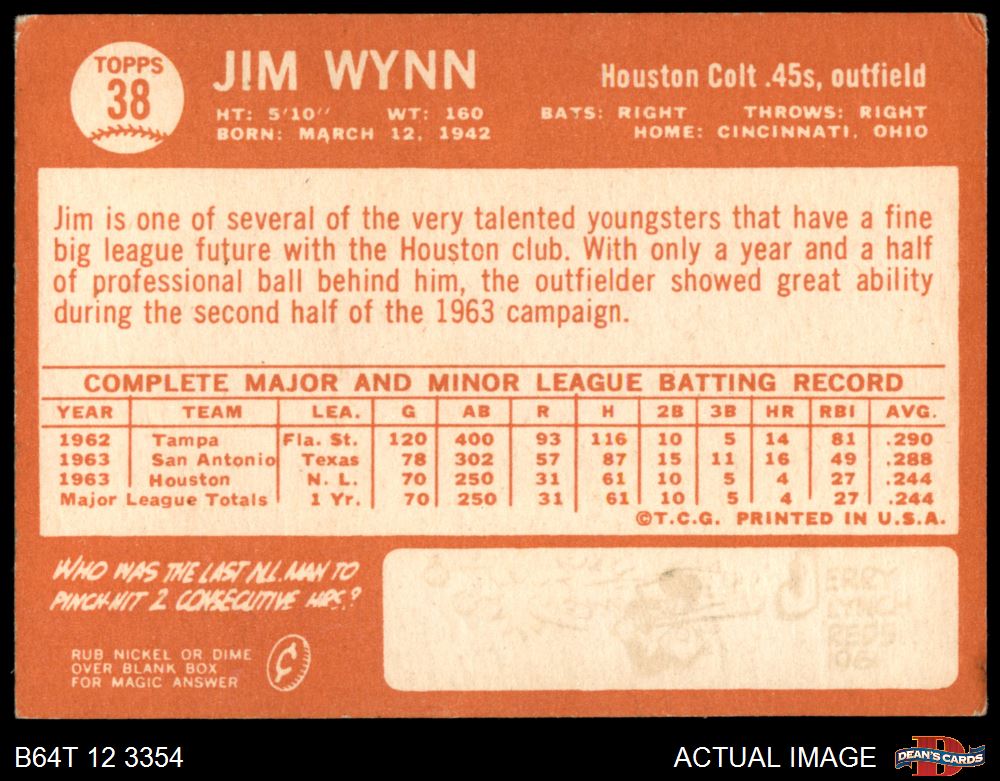 TOPPS
38
JIM WYNN
HT: 5'10" WT: 160
BORN: MARCH 12, 1942
Houston Colt .45s, outfield
BATS: RIGHT THROWS: RIGHT
HOME: CINCINNATI, OHIO
Jim is one of several of the very talented youngsters that have a fine
big league future with the Houston club. With only a year and a half
of professional ball behind him, the outfielder showed great ability
during the second half of the 1963 campaign.
COMPLETE MAJOR AND MINOR LEAGUE BATTING RECORD
YEAR TEAM LEA. G AB R H 2B 3B HR RBI AVG.
1962 Tampa Fla. St. 120 400 93 116 10 5 14 81 .290
1963 San Antonio Texas 78 302 57 87 15 11 16 49 .288
1963 Houston N. L. 70 250 31 61 10 5 4 27 .244
Major League Totals 1 Yr. 70 250 31 61 10 5 4 27 .244
©T.C.G. PRINTED IN U.S.A.
WHO WAS THE LAST N.L. MAN TO
PINCH-HIT 2 CONSECUTIVE HRS.?
RUB NICKEL OR DIME
OVER BLANK BOX
FOR MAGIC ANSWER
¢
JERRY
LYNCH
REDS
B64T 12 3354
ACTUAL IMAGE
DEAN'S CARDS